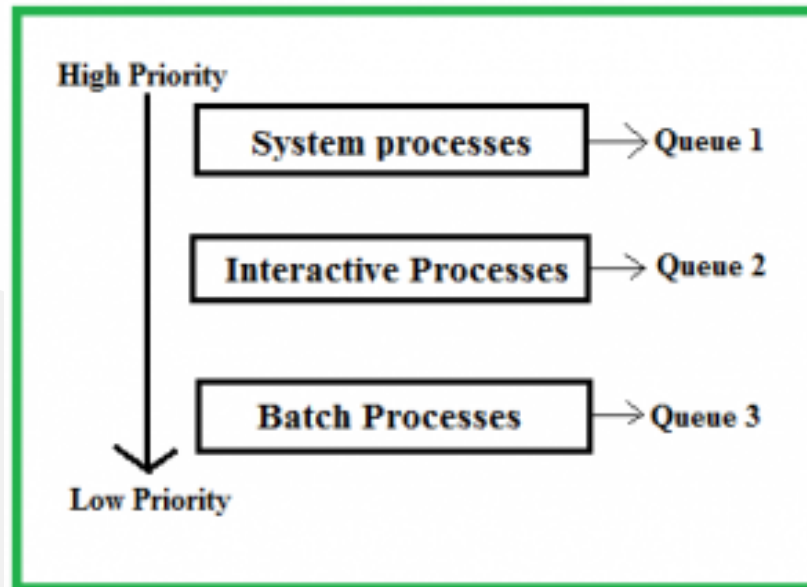 High Priority
System processes
Queue 1
Interactive Processes
Queue 2
Batch Processes
Queue 3
Low Priority